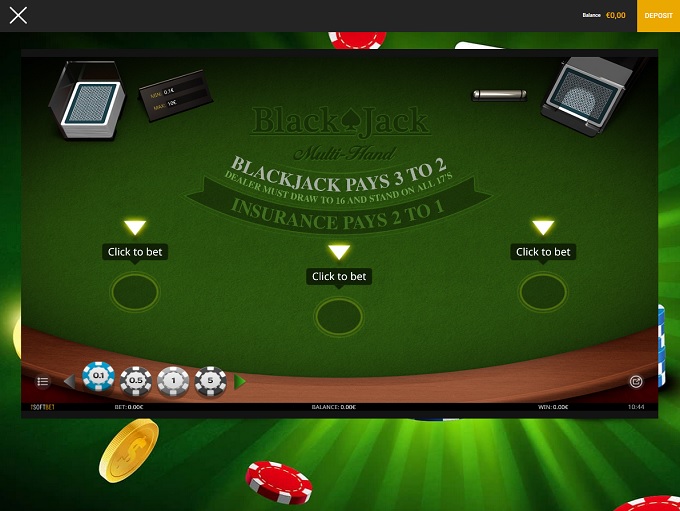 Balance €0,00 DEPOSIT
MIN: 0.1€
MAX: 10€
Black Jack
Multi-Hand
BLACKJACK PAYS 3 TO 2
DEALER MUST DRAW TO 16 AND STAND ON ALL 17'S
INSURANCE PAYS 2 TO 1
Click to bet
Click to bet
Click to bet
0.1 0.5 1 5
SOFTBET BET: 0.00€ BALANCE: 0.00€ WIN: 0.00€ 10:44